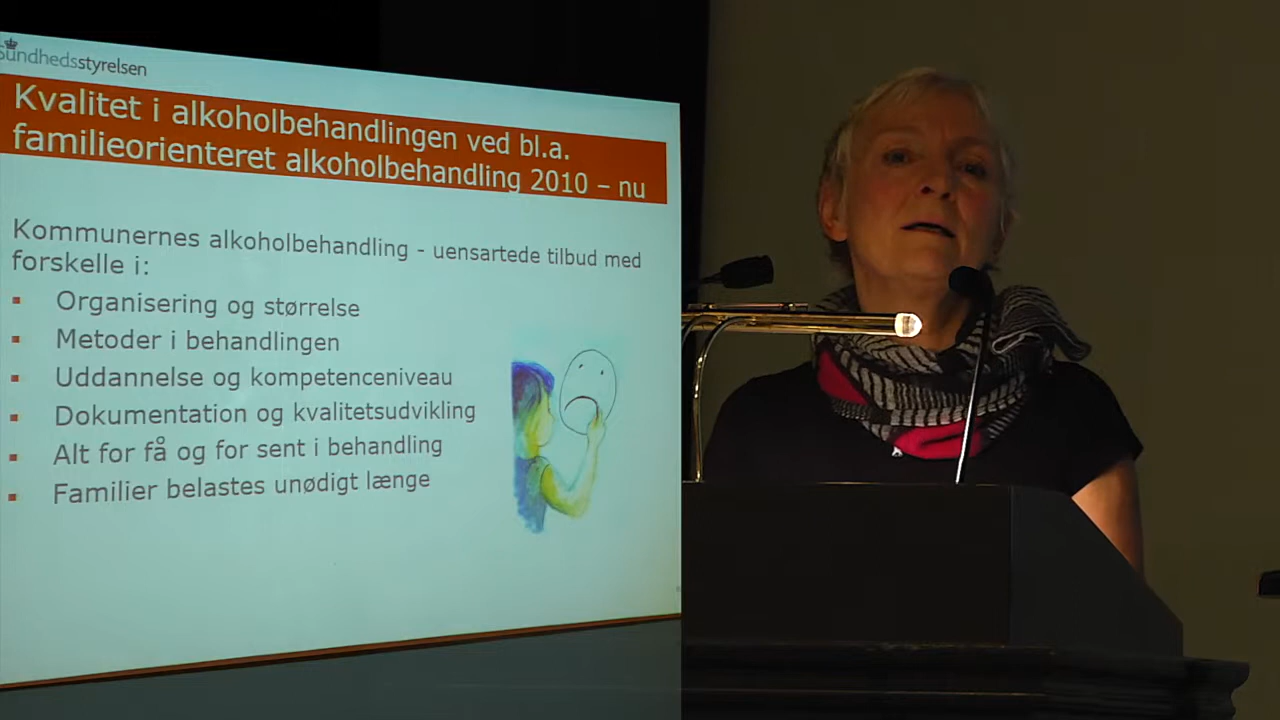 Sundhedsstyrelsen
Kvalitet i alkoholbehandlingen ved bl.a.
familieorienteret alkoholbehandling 2010 – nu
Kommunernes alkoholbehandling - uensartede tilbud med
forskelle i:
▪ Organisering og størrelse
▪ Metoder i behandlingen
▪ Uddannelse og kompetenceniveau
▪ Dokumentation og kvalitetsudvikling
▪ Alt for få og for sent i behandling
▪ Familier belastes unødigt længe